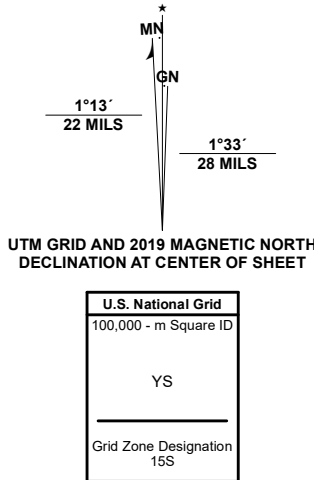 ★
MN
GN
1°13´
22 MILS
1°33´
28 MILS
UTM GRID AND 2019 MAGNETIC NORTH
DECLINATION AT CENTER OF SHEET
U.S. National Grid
100,000 - m Square ID
YS
Grid Zone Designation
15S